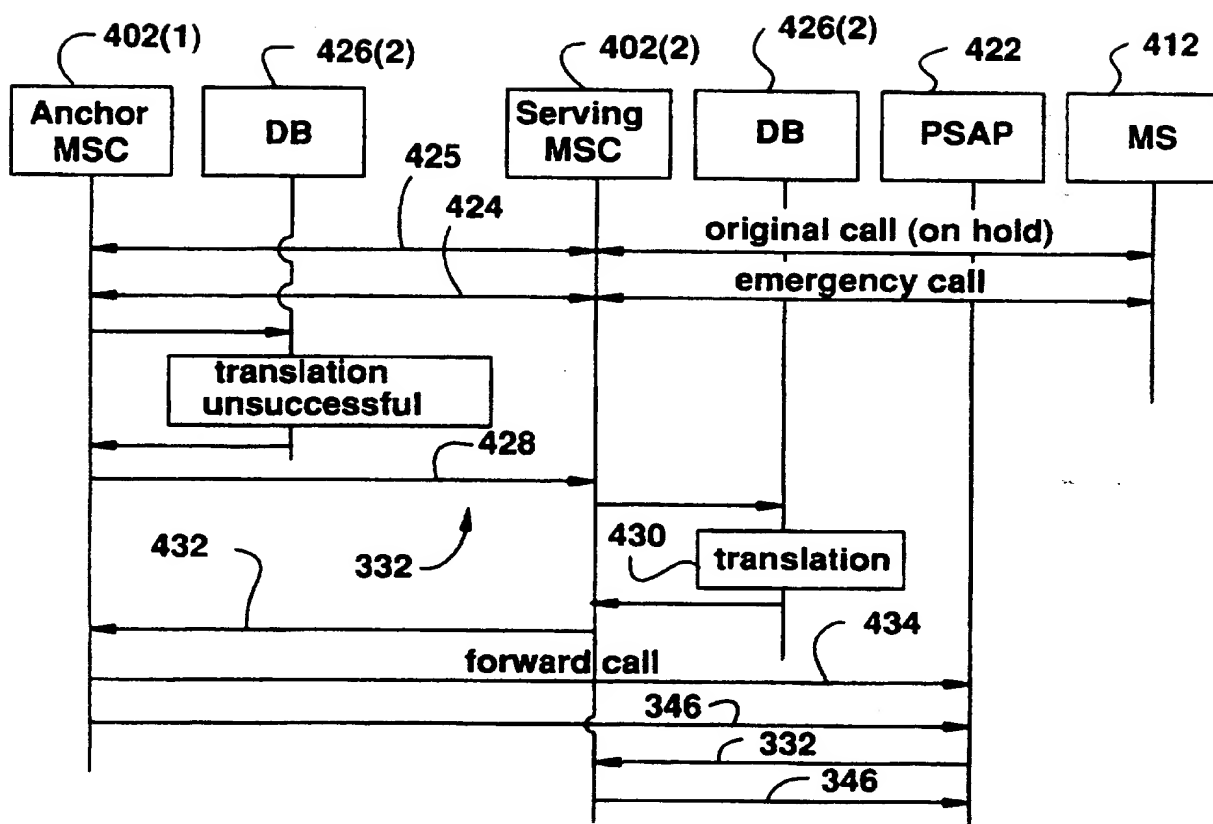 402(1)
426(2)
402(2)
426(2)
422
412
Anchor
MSC
DB
Serving
MSC
DB
PSAP
MS
425
424
original call (on hold)
emergency call
translation
unsuccessful
428
432
332
430
translation
434
forward call
346
332
346